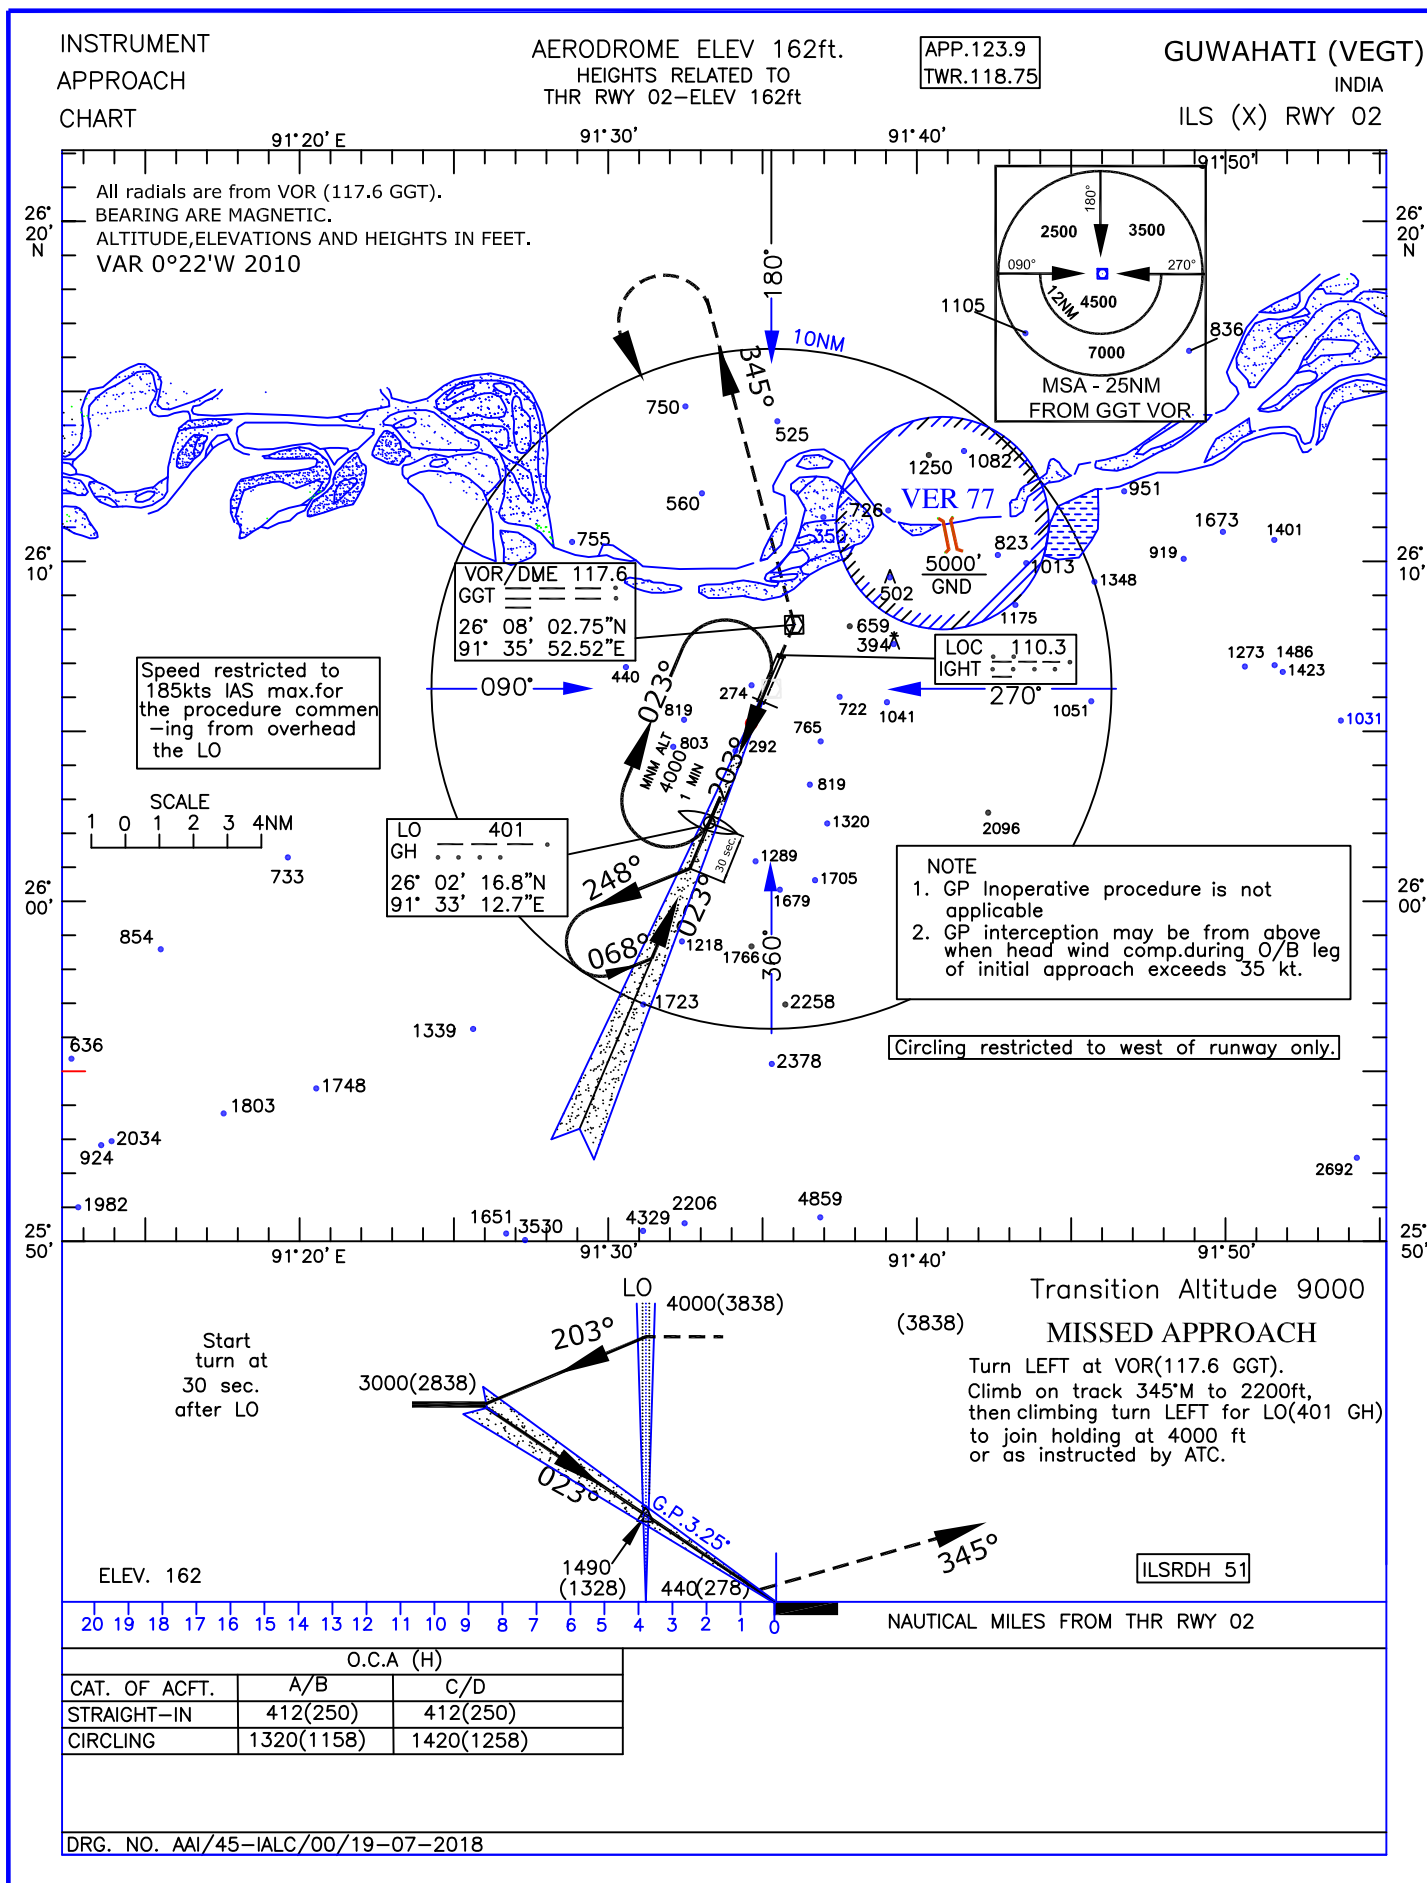 INSTRUMENT
APPROACH
CHART
AERODROME ELEV 162ft.
HEIGHTS RELATED TO
THR RWY 02-ELEV 162ft
APP.123.9
TWR.118.75
GUWAHATI (VEGT)
INDIA
ILS (X) RWY 02
91°20' E
91°30'
91°40'
91°50'
26°
20'
N
26°
20'
N
All radials are from VOR (117.6 GGT).
BEARING ARE MAGNETIC.
ALTITUDE,ELEVATIONS AND HEIGHTS IN FEET.
VAR 0°22'W 2010
180°
180°
2500
3500
090°
270°
12NM
4500
7000
MSA - 25NM
FROM GGT VOR
1105
836
10NM
345°
750
525
1250
1082
VER 77
951
560
726
350
1673
1401
755
823
919
26°
10'
26°
10'
5000'
GND
1013
502
1348
1175
VOR/DME 117.6
GGT
26° 08' 02.75"N
91° 35' 52.52"E
659
394
LOC 110.3
IGHT
1273
1486
1423
440
Speed restricted to
185kts IAS max.for
the procedure commen
-ing from overhead
the LO
090°
270°
023°
274
722
1041
1051
1031
819
803
292
765
MNM ALT
4000
1 MIN
203°
819
SCALE
1 0 1 2 3 4NM
733
LO 401
GH
26° 02' 16.8"N
91° 33' 12.7"E
30 sec.
1320
2096
1289
1705
1679
248°
023°
068°
1218
1766
360°
NOTE
1. GP Inoperative procedure is not
applicable
2. GP interception may be from above
when head wind comp.during O/B leg
of initial approach exceeds 35 kt.
26°
00'
26°
00'
854
1723
2258
1339
2378
Circling restricted to west of runway only.
636
1748
1803
2034
924
2692
1982
1651
3530
4329
2206
4859
25°
50'
25°
50'
91°20' E
91°30'
91°40'
91°50'
LO
4000(3838)
203°
Start
turn at
30 sec.
after LO
3000(2838)
(3838)
Transition Altitude 9000
MISSED APPROACH
Turn LEFT at VOR(117.6 GGT).
Climb on track 345°M to 2200ft,
then climbing turn LEFT for LO(401 GH)
to join holding at 4000 ft
or as instructed by ATC.
023°
G.P.3.25°
345°
1490
(1328)
440(278)
ELEV. 162
ILSRDH 51
20 19 18 17 16 15 14 13 12 11 10 9 8 7 6 5 4 3 2 1 0
NAUTICAL MILES FROM THR RWY 02
O.C.A (H)
CAT. OF ACFT. A/B C/D
STRAIGHT-IN 412(250) 412(250)
CIRCLING 1320(1158) 1420(1258)
DRG. NO. AAI/45-IALC/00/19-07-2018